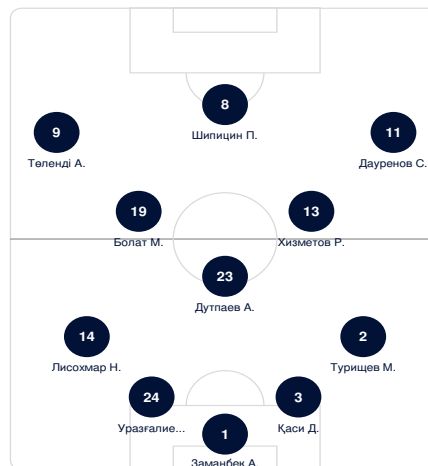 8
Шипицин П.
9
Төленді А.
11
Дауренов С.
19
Болат М.
13
Хизметов Р.
23
Дутпаев А.
14
Лисохмар Н.
2
Турищев М.
24
Уразғалие...
3
Қаси Д.
1
Заманбек А